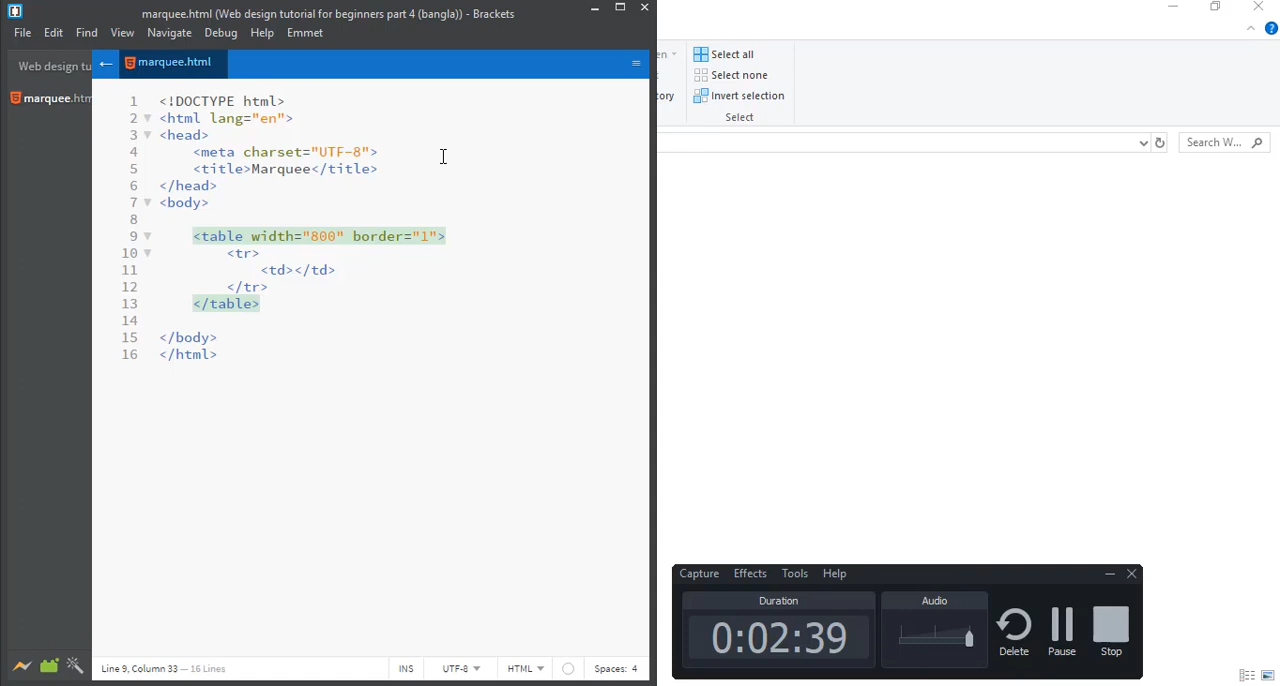 marquee.html (Web design tutorial for beginners part 4 (bangla)) - Brackets
File Edit Find View Navigate Debug Help Emmet
Web design tu
marquee.html
marquee.htm
1 <!DOCTYPE html>
2 <html lang="en">
3 <head>
4 <meta charset="UTF-8">
5 <title>Marquee</title>
6 </head>
7 <body>
8
9 <table width="800" border="1">
10 <tr>
11 <td></td>
12 </tr>
13 </table>
14
15 </body>
16 </html>
Line 9, Column 33 — 16 Lines
INS UTF-8 HTML Spaces: 4
en
tory
Select all
Select none
Invert selection
Select
Search W...
Capture Effects Tools Help
Duration
0:02:39
Audio
Delete Pause Stop